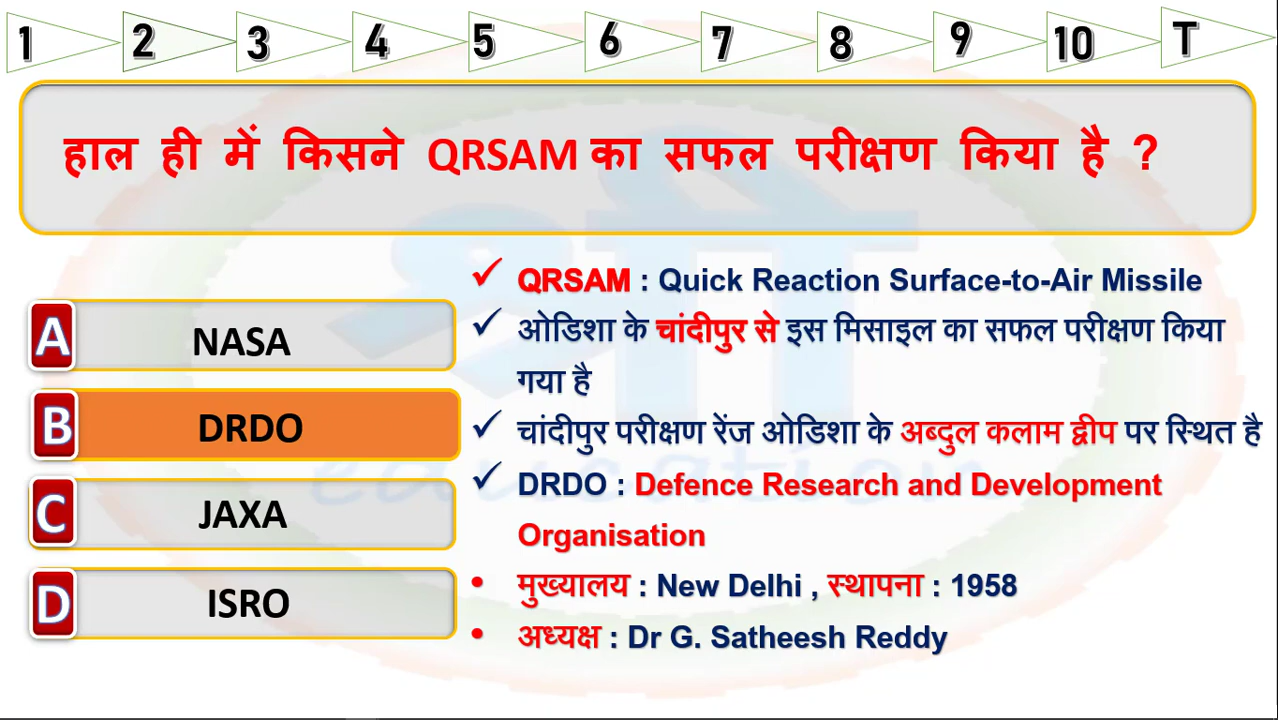 1 2 3 4 5 6 7 8 9 10 T
हाल ही में किसने QRSAM का सफल परीक्षण किया है ?
A NASA
B DRDO
C JAXA
D ISRO
QRSAM : Quick Reaction Surface-to-Air Missile
ओडिशा के चांदीपुर से इस मिसाइल का सफल परीक्षण किया
गया है
चांदीपुर परीक्षण रेंज ओडिशा के अब्दुल कलाम द्वीप पर स्थित है
DRDO : Defence Research and Development
Organisation
मुख्यालय : New Delhi , स्थापना : 1958
अध्यक्ष : Dr G. Satheesh Reddy
श्री
education